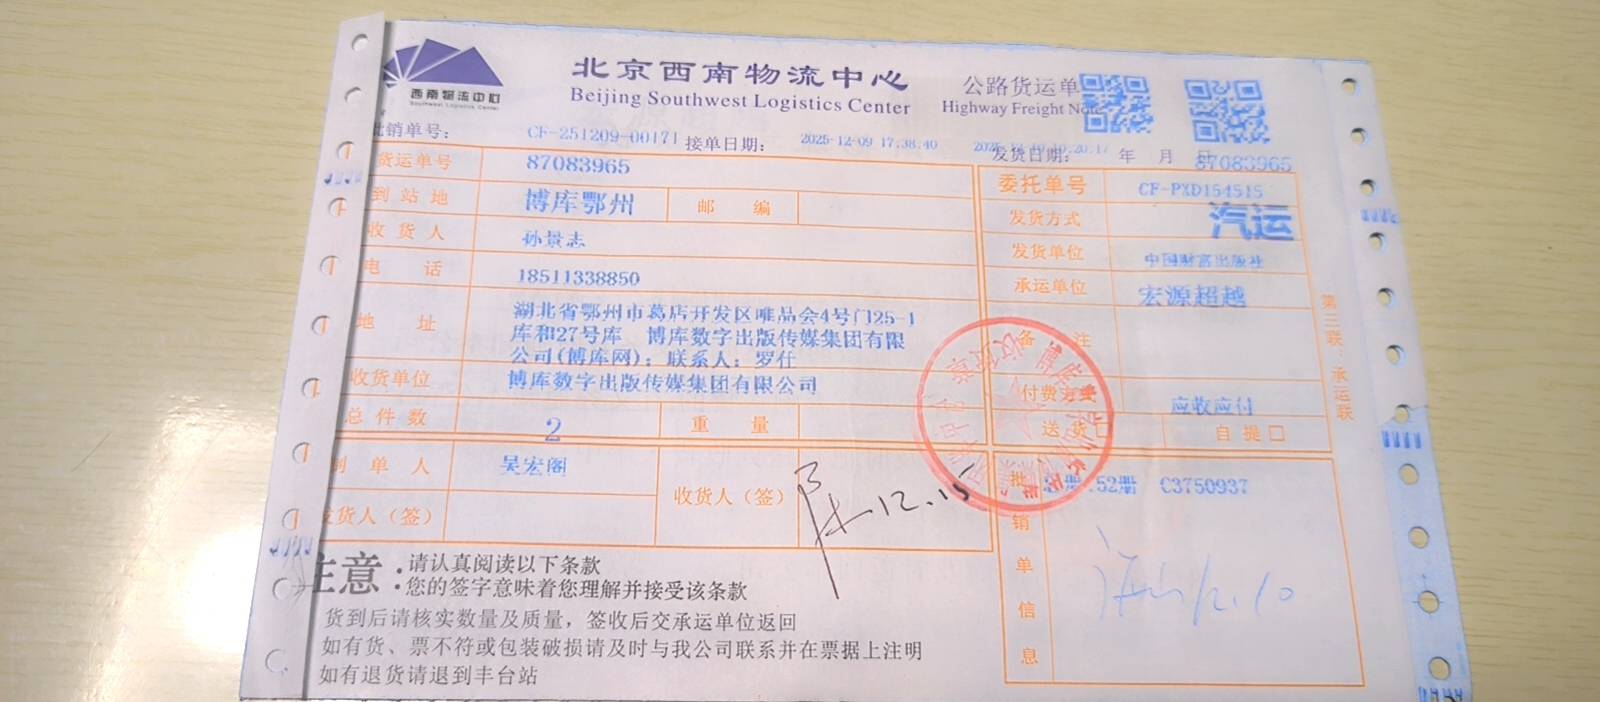 西南物流中心
Southwest Logistics Center
北京西南物流中心
Beijing Southwest Logistics Center
公路货运单
Highway Freight Note
批销单号: CF-251209-00171 接单日期: 2025-12-09 17:38:40 发货日期: 年 月 日
87083965
货运单号 87083965 委托单号 CF-PXD154515
到站地 博库鄂州 邮编 发货方式 汽运
收货人 孙景志 发货单位 中国财富出版社
电话 18511338850 承运单位 宏源超越
地址 湖北省鄂州市葛店开发区唯品会4号门25-1
库和27号库 博库数字出版传媒集团有限
公司(博库网); 联系人: 罗仕
备注
收货单位 博库数字出版传媒集团有限公司 付费方式 应收应付
总件数 2 重量 送货口 自提口
制单人 吴宏阁 收货人(签) 12.15
发货人(签)
批销单信息 52册 C3750937
12.10
第三联:承运联
注意:请认真阅读以下条款
您的签字意味着您理解并接受该条款
货到后请核实数量及质量,签收后交承运单位返回
如有货、票不符或包装破损请及时与我公司联系并在票据上注明
如有退货请退到丰台站